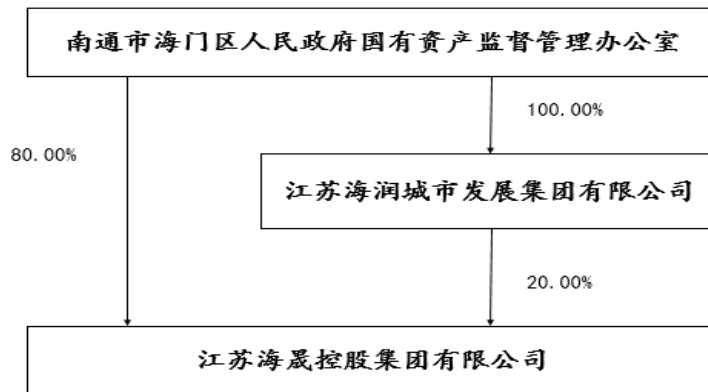 南通市海门区人民政府国有资产监督管理办公室
100.00%
80.00%
江苏海润城市发展集团有限公司
20.00%
江苏海晟控股集团有限公司